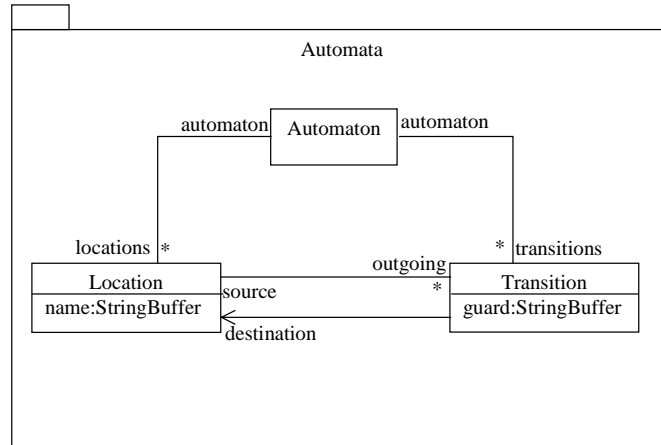 Automata
automaton
Automaton
automaton
locations
*
*
transitions
Location
name:StringBuffer
source
outgoing
*
destination
Transition
guard:StringBuffer